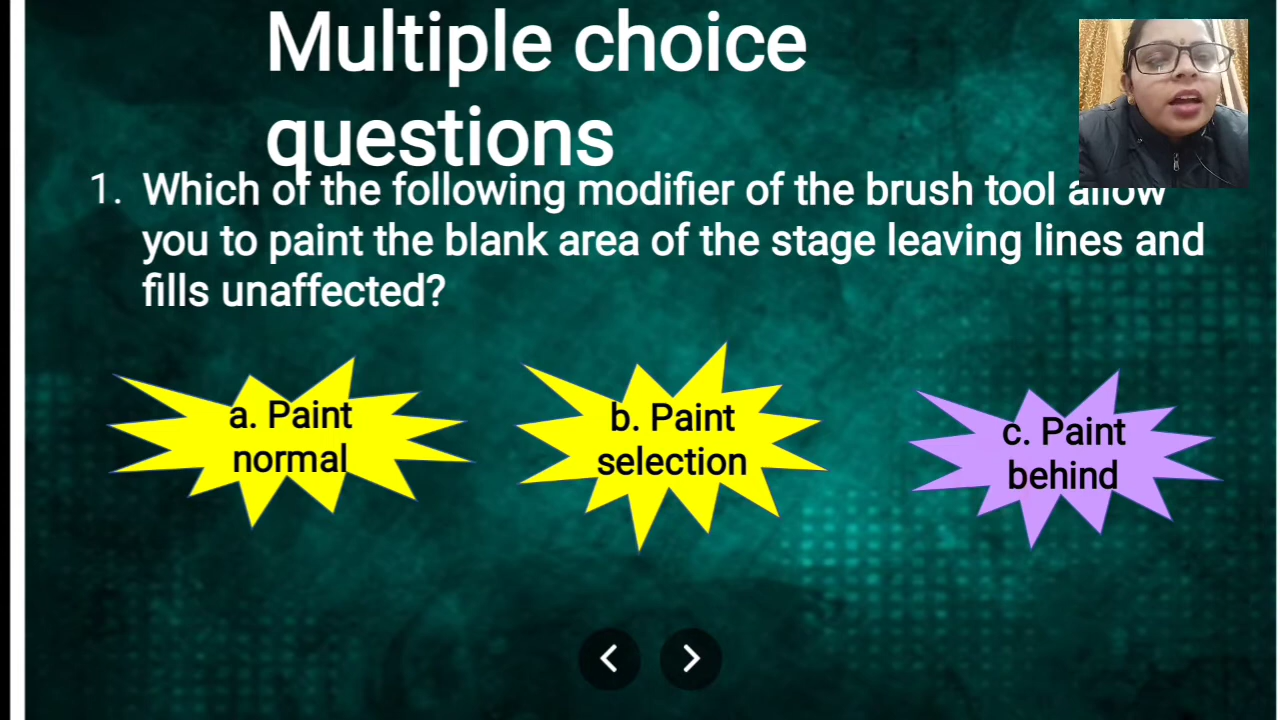 Multiple choice
questions
1. Which of the following modifier of the brush tool allow
you to paint the blank area of the stage leaving lines and
fills unaffected?
a. Paint
normal
b. Paint
selection
c. Paint
behind